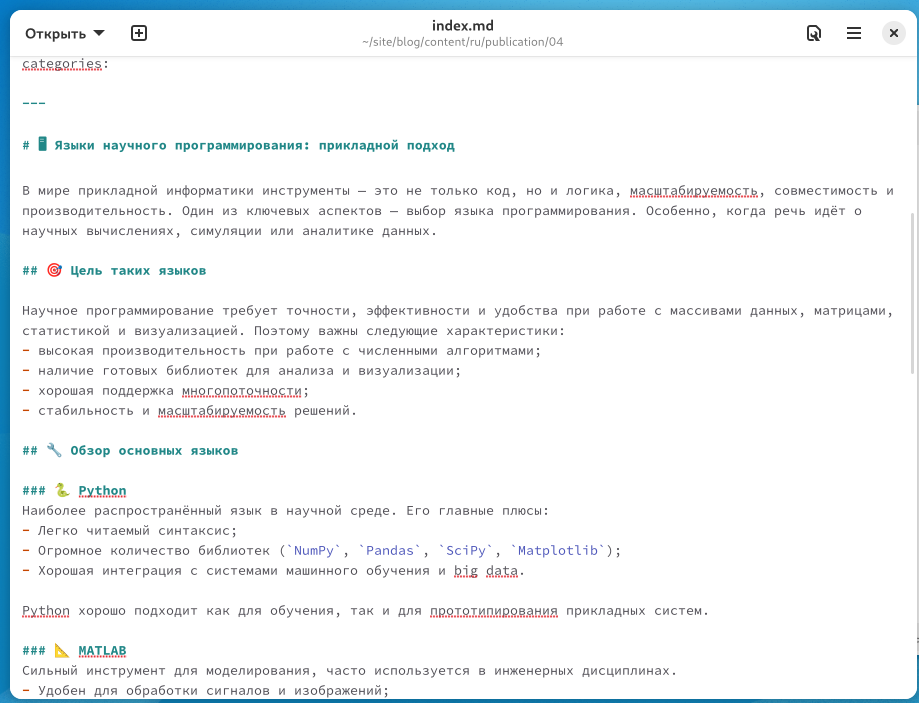 Открыть
index.md
~/site/blog/content/ru/publication/04
categories:
---
# 🖥 Языки научного программирования: прикладной подход
В мире прикладной информатики инструменты — это не только код, но и логика, масштабируемость, совместимость и
производительность. Один из ключевых аспектов — выбор языка программирования. Особенно, когда речь идёт о
научных вычислениях, симуляции или аналитике данных.
## 🎯 Цель таких языков
Научное программирование требует точности, эффективности и удобства при работе с массивами данных, матрицами,
статистикой и визуализацией. Поэтому важны следующие характеристики:
- высокая производительность при работе с численными алгоритмами;
- наличие готовых библиотек для анализа и визуализации;
- хорошая поддержка многопоточности;
- стабильность и масштабируемость решений.
## 🔧 Обзор основных языков
### 🐍 Python
Наиболее распространённый язык в научной среде. Его главные плюсы:
- Легко читаемый синтаксис;
- Огромное количество библиотек (`NumPy`, `Pandas`, `SciPy`, `Matplotlib`);
- Хорошая интеграция с системами машинного обучения и big data.
Python хорошо подходит как для обучения, так и для прототипирования прикладных систем.
### 📐 MATLAB
Сильный инструмент для моделирования, часто используется в инженерных дисциплинах.
- Удобен для обработки сигналов и изображений;